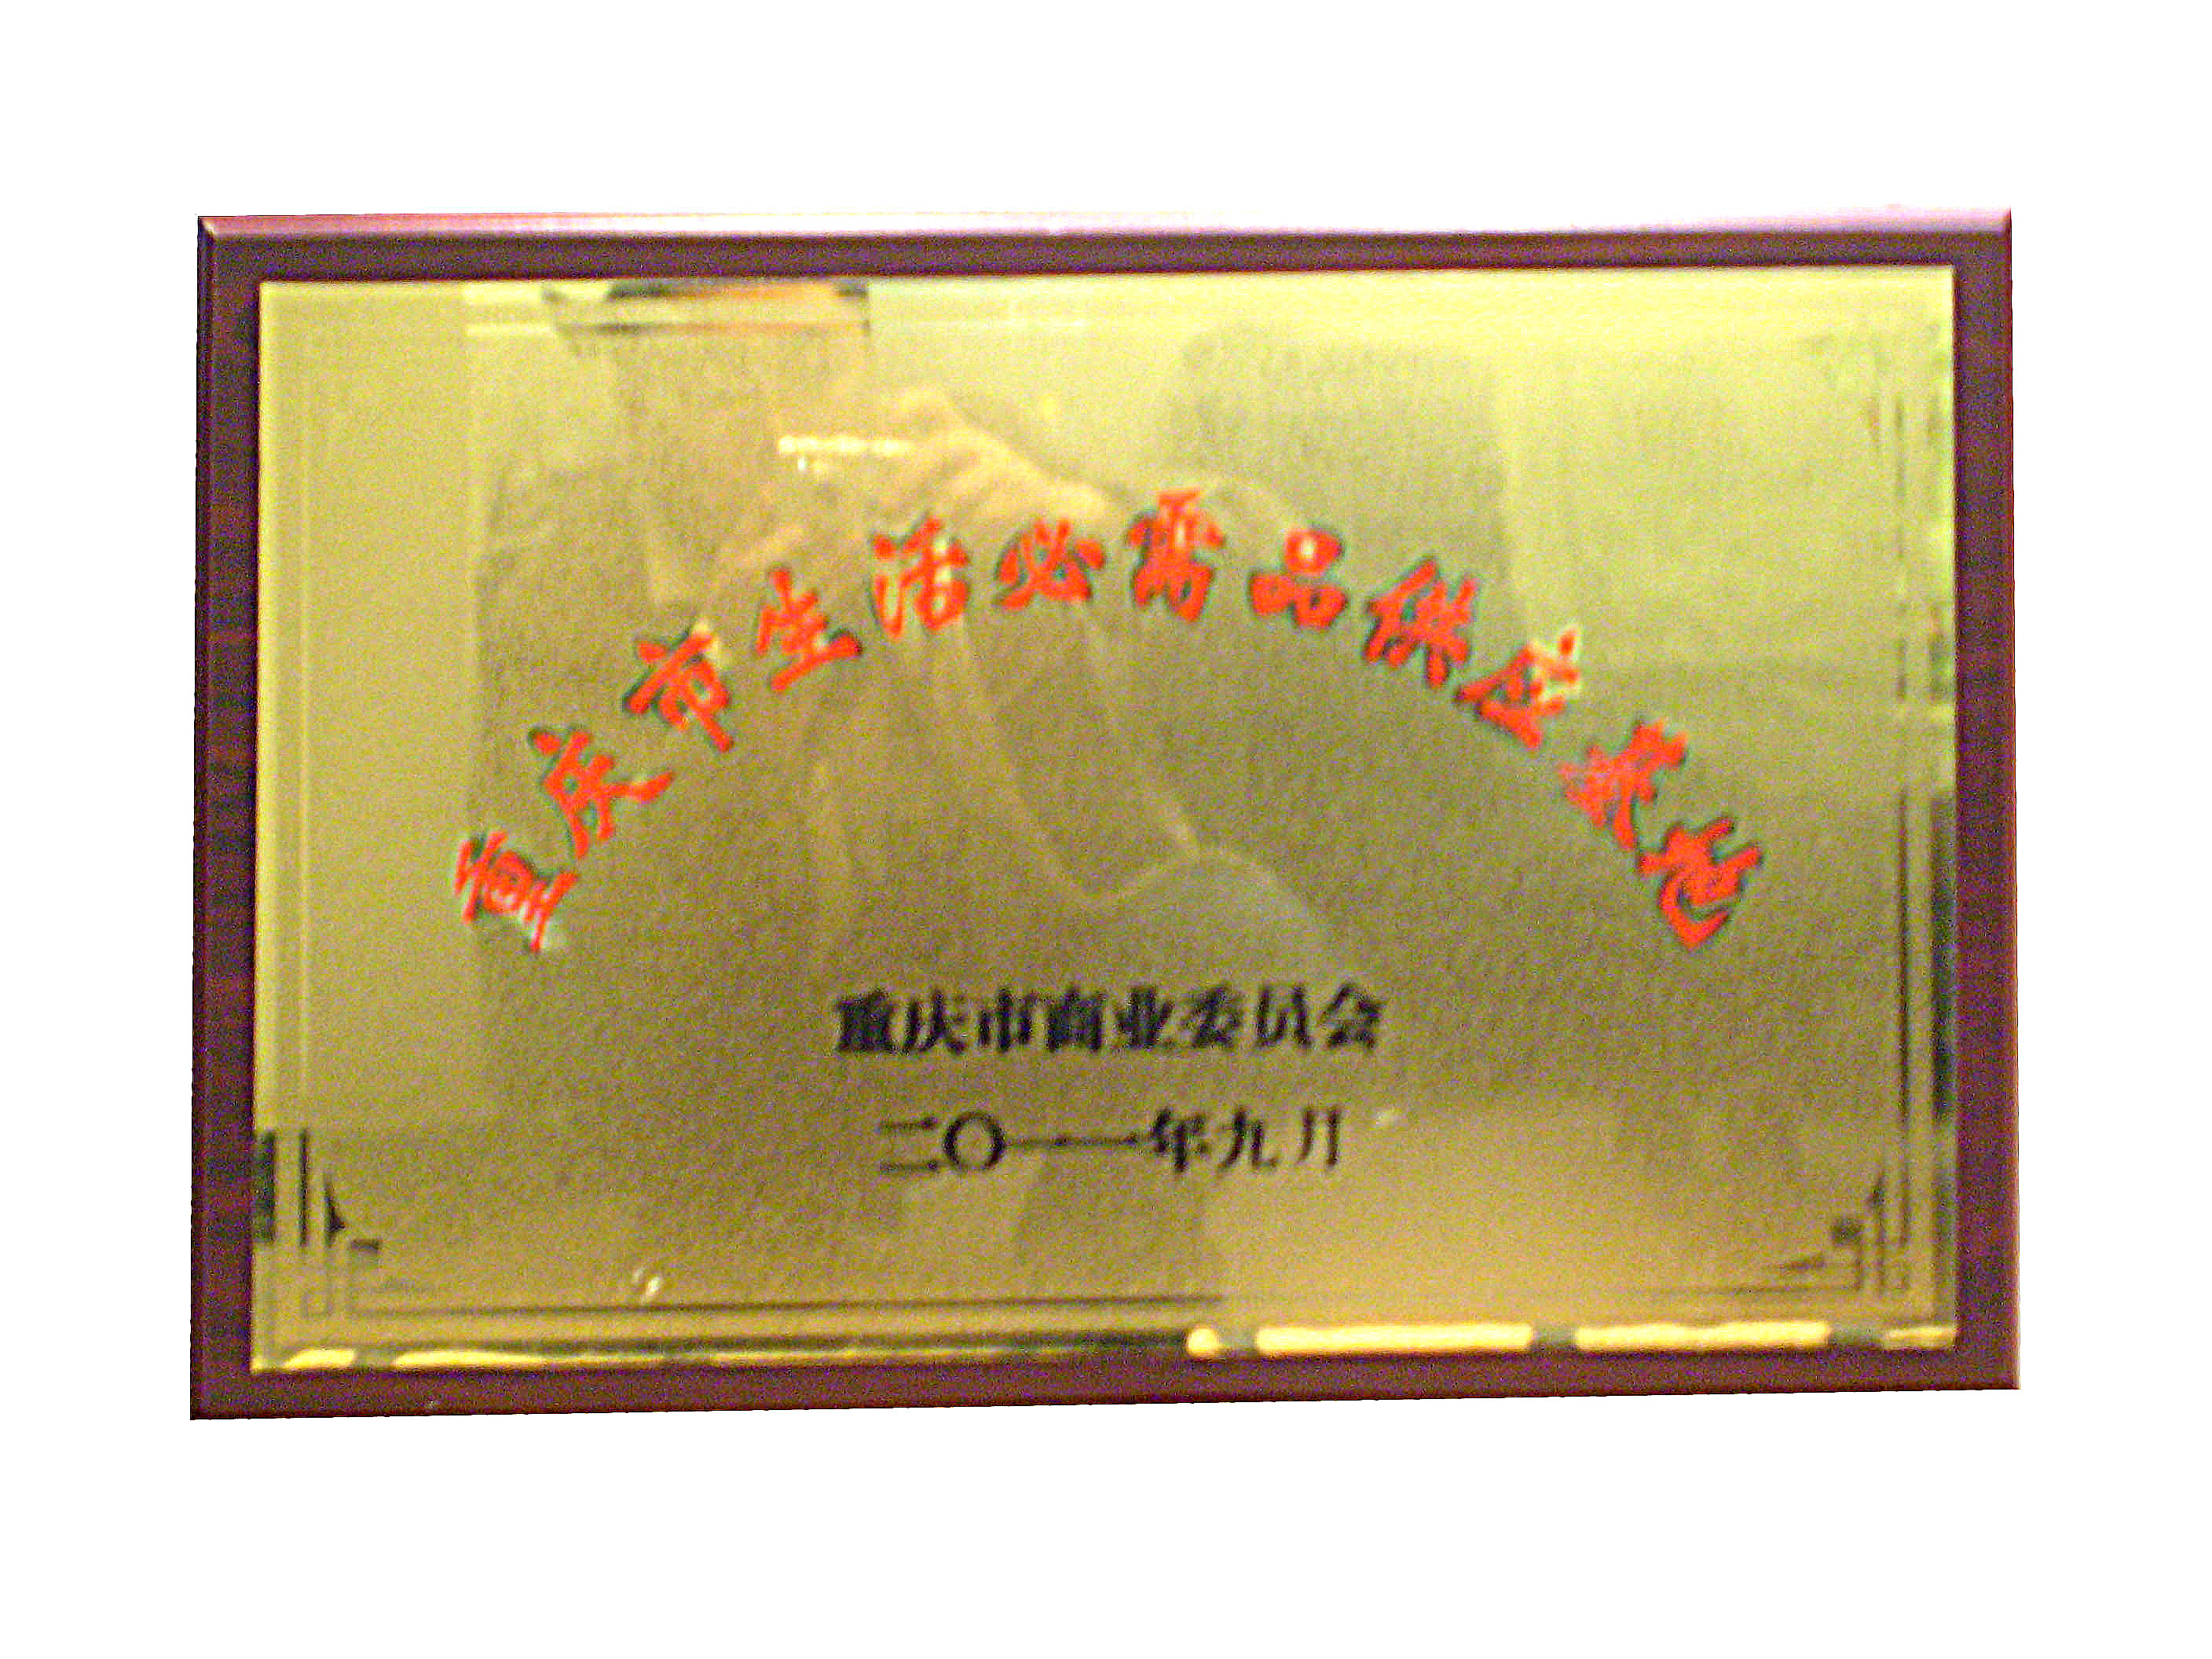 重庆市生活必需品供应基地
重庆市商业委员会
二〇一一年九月